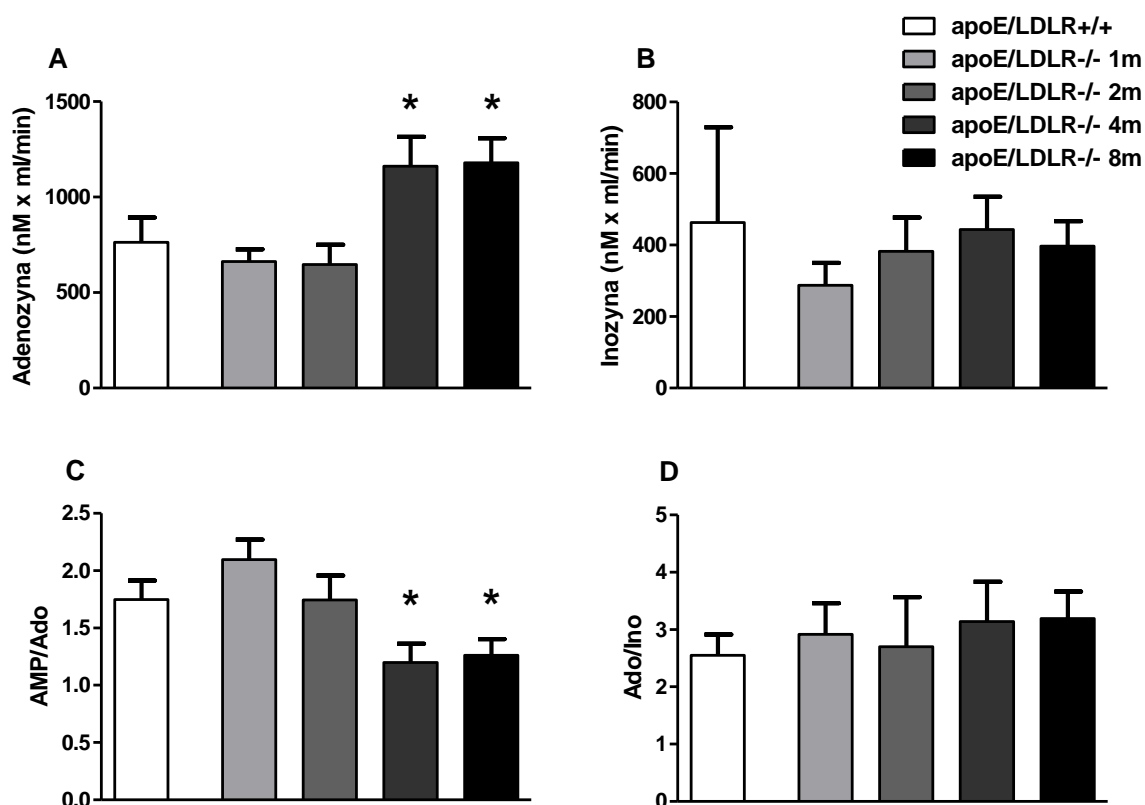 apoE/LDLR+/+
apoE/LDLR-/- 1m
apoE/LDLR-/- 2m
apoE/LDLR-/- 4m
apoE/LDLR-/- 8m
A
Adenozyna (nM x ml/min)
1500
1000
500
0
* *
B
Inozyna (nM x ml/min)
800
600
400
200
0
C
AMP/Ado
2.5
2.0
1.5
1.0
0.5
0.0
* *
D
Ado/Ino
5
4
3
2
1
0